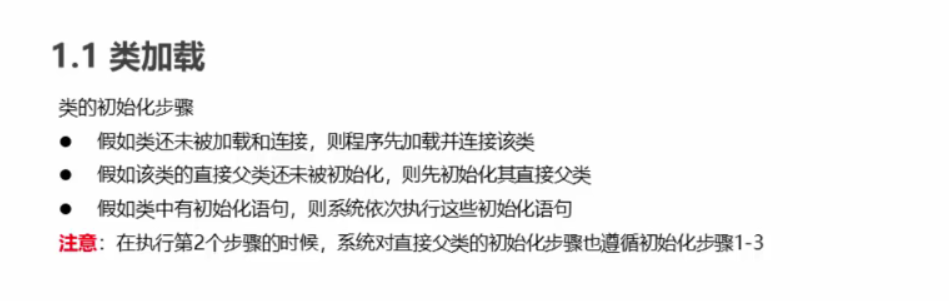 1.1 类加载
类的初始化步骤
● 假如类还未被加载和连接，则程序先加载并连接该类
● 假如该类的直接父类还未被初始化，则先初始化其直接父类
● 假如类中有初始化语句，则系统依次执行这些初始化语句
注意：在执行第2个步骤的时候，系统对直接父类的初始化步骤也遵循初始化步骤1-3